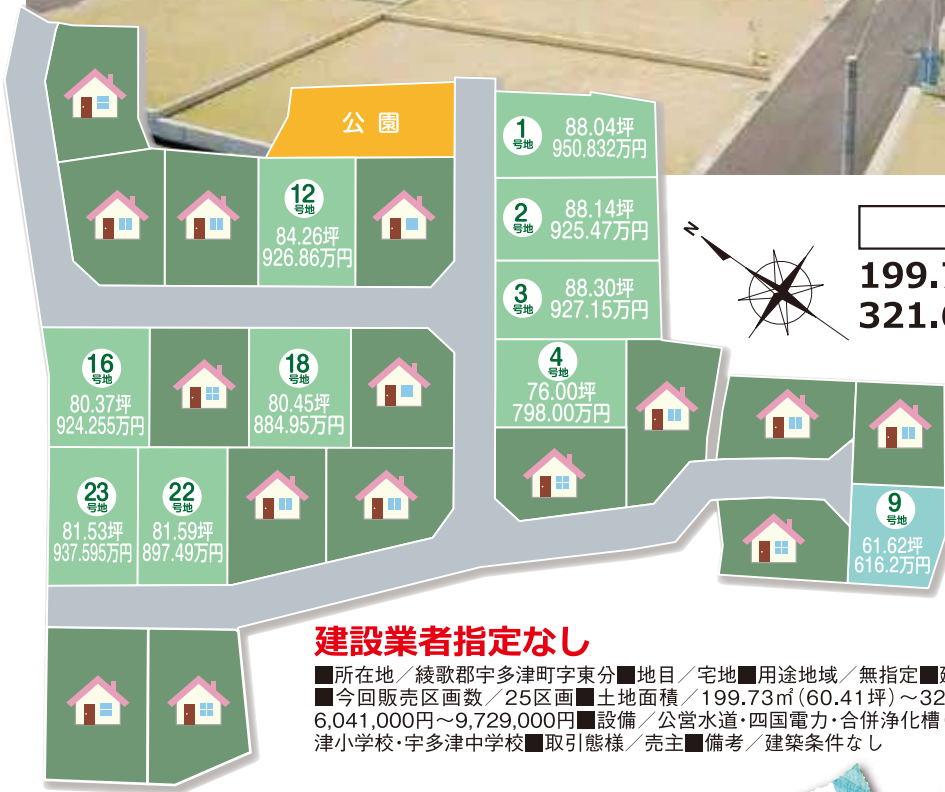 公園
1号地
88.04坪
950.832万円
2号地
88.14坪
925.47万円
3号地
88.30坪
927.15万円
12号地
84.26坪
926.86万円
N
199.7
321.6
4号地
76.00坪
798.00万円
16号地
80.37坪
924.255万円
18号地
80.45坪
884.95万円
23号地
81.53坪
937.595万円
22号地
81.59坪
897.49万円
9号地
61.62坪
616.2万円
建設業者指定なし
■所在地／綾歌郡宇多津町字東分■地目／宅地■用途地域／無指定■
■今回販売区画数／25区画■土地面積／199.73㎡(60.41坪)～32
6,041,000円～9,729,000円■設備／公営水道・四国電力・合併浄化槽
津小学校・宇多津中学校■取引態様／売主■備考／建築条件なし